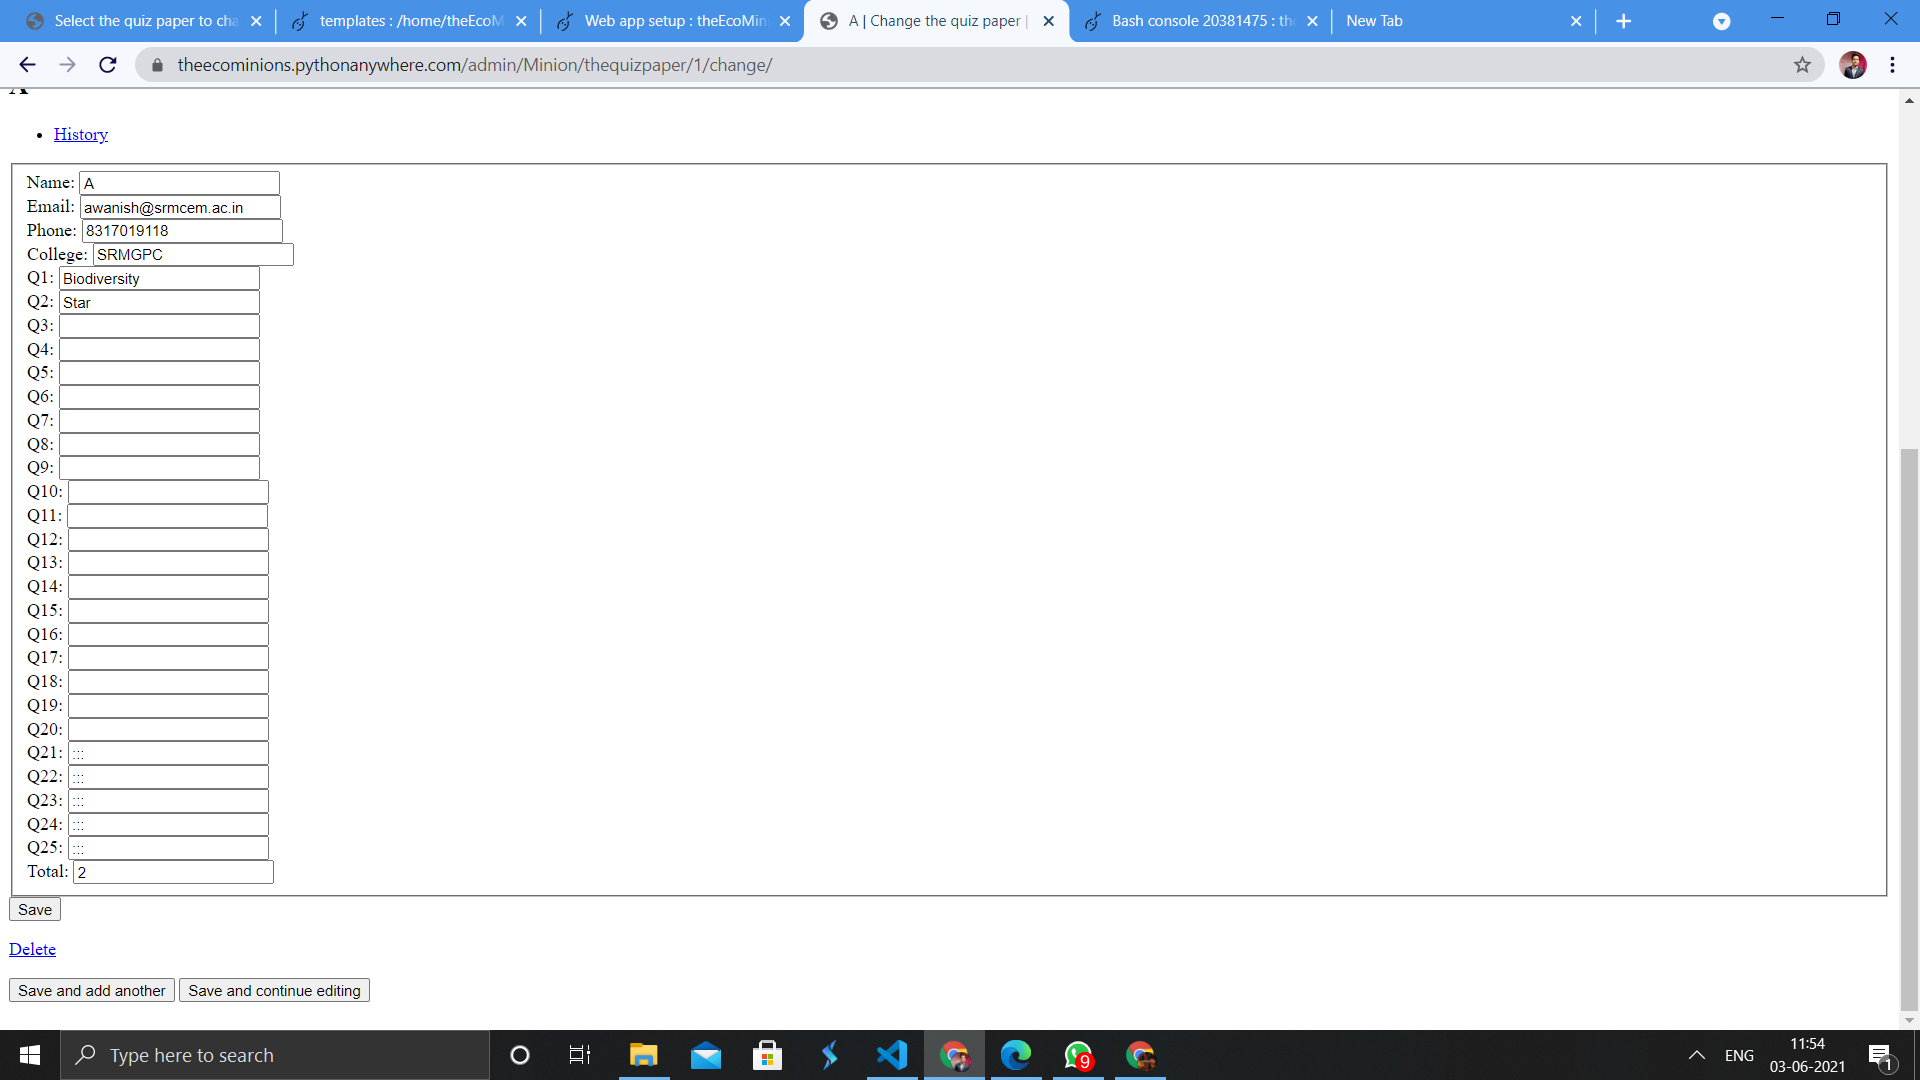 Select the quiz paper to cha
templates : /home/theEcoM
Web app setup : theEcoMin
A | Change the quiz paper |
Bash console 20381475 : the
New Tab
theecominions.pythonanywhere.com/admin/Minion/thequizpaper/1/change/
A
• History
Name: A
Email: awanish@srmcem.ac.in
Phone: 8317019118
College: SRMGPC
Q1: Biodiversity
Q2: Star
Q3:
Q4:
Q5:
Q6:
Q7:
Q8:
Q9:
Q10:
Q11:
Q12:
Q13:
Q14:
Q15:
Q16:
Q17:
Q18:
Q19:
Q20:
Q21: :::
Q22: :::
Q23: :::
Q24: :::
Q25: :::
Total: 2
Save
Delete
Save and add another Save and continue editing
Type here to search
9
ENG
11:54
03-06-2021
1